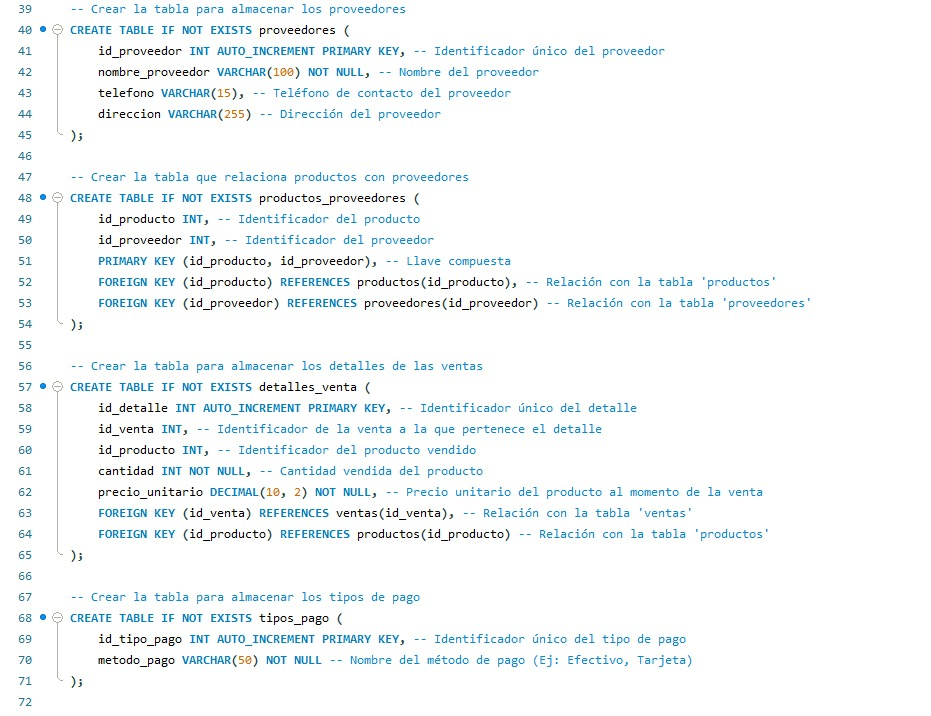 39 -- Crear la tabla para almacenar los proveedores
40 CREATE TABLE IF NOT EXISTS proveedores (
41 id_proveedor INT AUTO_INCREMENT PRIMARY KEY, -- Identificador único del proveedor
42 nombre_proveedor VARCHAR(100) NOT NULL, -- Nombre del proveedor
43 telefono VARCHAR(15), -- Teléfono de contacto del proveedor
44 direccion VARCHAR(255) -- Dirección del proveedor
45 );
46
47 -- Crear la tabla que relaciona productos con proveedores
48 CREATE TABLE IF NOT EXISTS productos_proveedores (
49 id_producto INT, -- Identificador del producto
50 id_proveedor INT, -- Identificador del proveedor
51 PRIMARY KEY (id_producto, id_proveedor), -- Llave compuesta
52 FOREIGN KEY (id_producto) REFERENCES productos(id_producto), -- Relación con la tabla 'productos'
53 FOREIGN KEY (id_proveedor) REFERENCES proveedores(id_proveedor) -- Relación con la tabla 'proveedores'
54 );
55
56 -- Crear la tabla para almacenar los detalles de las ventas
57 CREATE TABLE IF NOT EXISTS detalles_venta (
58 id_detalle INT AUTO_INCREMENT PRIMARY KEY, -- Identificador único del detalle
59 id_venta INT, -- Identificador de la venta a la que pertenece el detalle
60 id_producto INT, -- Identificador del producto vendido
61 cantidad INT NOT NULL, -- Cantidad vendida del producto
62 precio_unitario DECIMAL(10, 2) NOT NULL, -- Precio unitario del producto al momento de la venta
63 FOREIGN KEY (id_venta) REFERENCES ventas(id_venta), -- Relación con la tabla 'ventas'
64 FOREIGN KEY (id_producto) REFERENCES productos(id_producto) -- Relación con la tabla 'productos'
65 );
66
67 -- Crear la tabla para almacenar los tipos de pago
68 CREATE TABLE IF NOT EXISTS tipos_pago (
69 id_tipo_pago INT AUTO_INCREMENT PRIMARY KEY, -- Identificador único del tipo de pago
70 metodo_pago VARCHAR(50) NOT NULL -- Nombre del método de pago (Ej: Efectivo, Tarjeta)
71 );
72